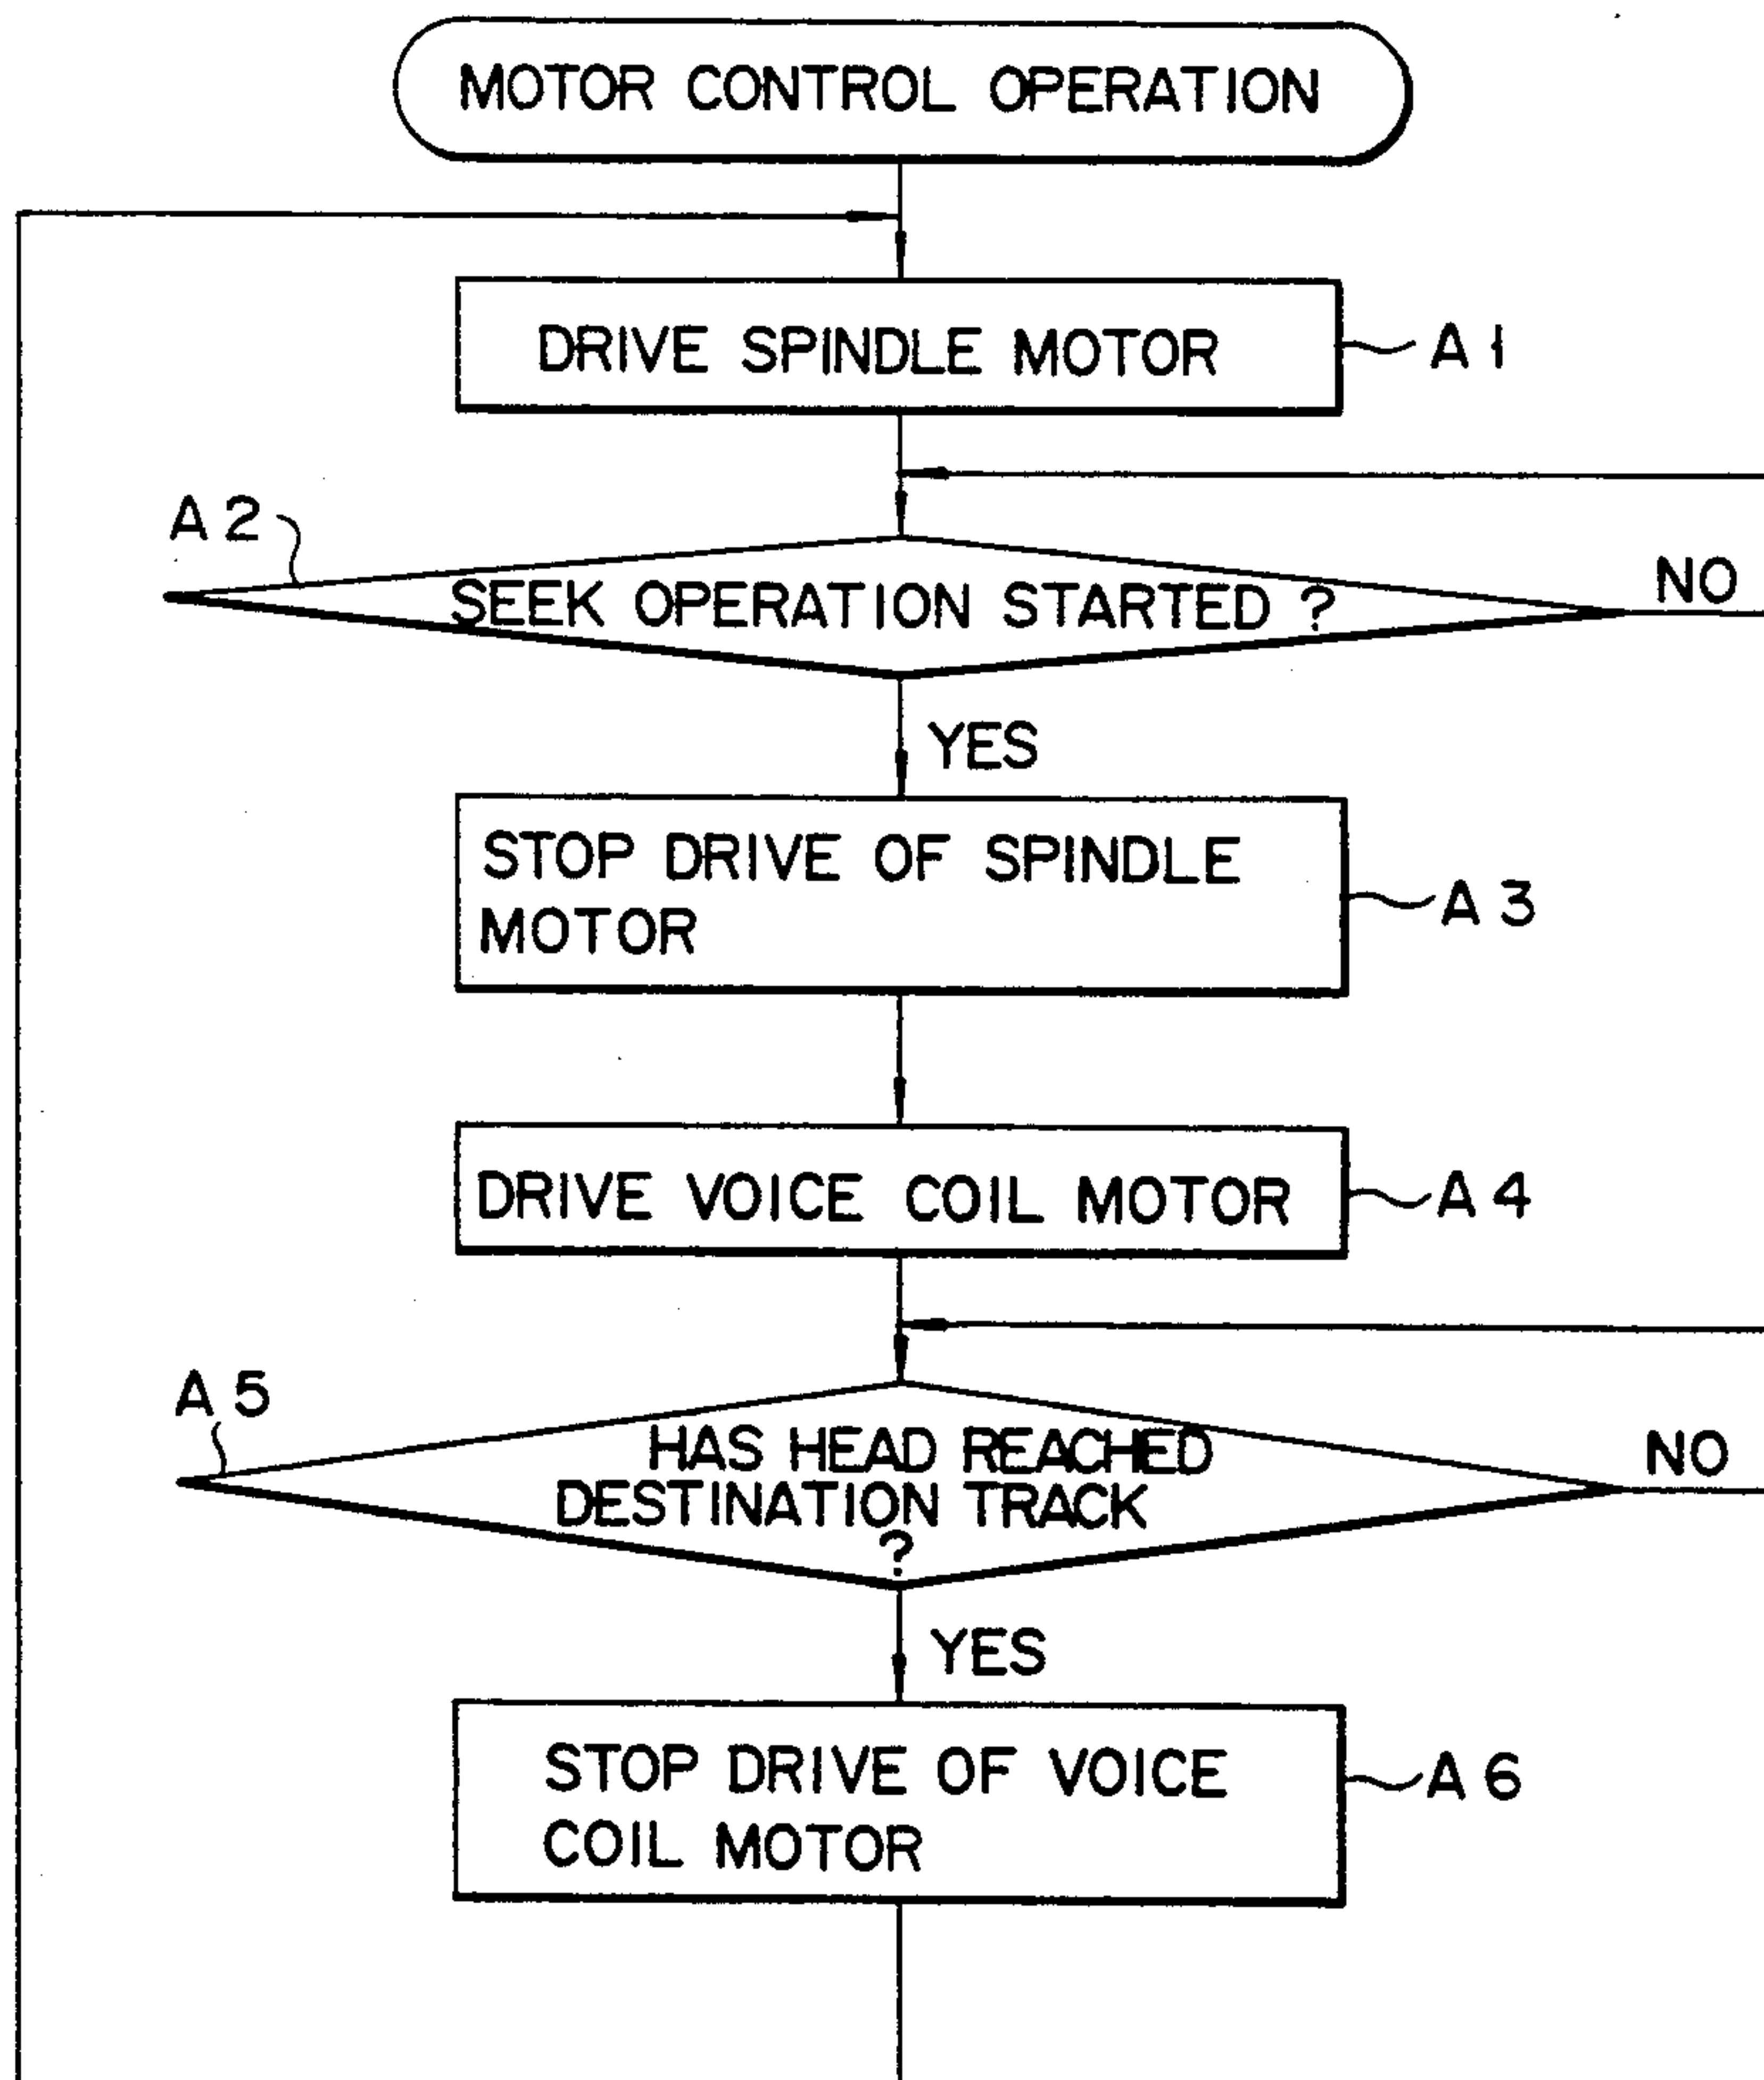 MOTOR CONTROL OPERATION
DRIVE SPINDLE MOTOR
A1
A2
SEEK OPERATION STARTED ?
NO
YES
STOP DRIVE OF SPINDLE
MOTOR
A3
DRIVE VOICE COIL MOTOR
A4
A5
HAS HEAD REACHED
DESTINATION TRACK
?
NO
YES
STOP DRIVE OF VOICE
COIL MOTOR
A6